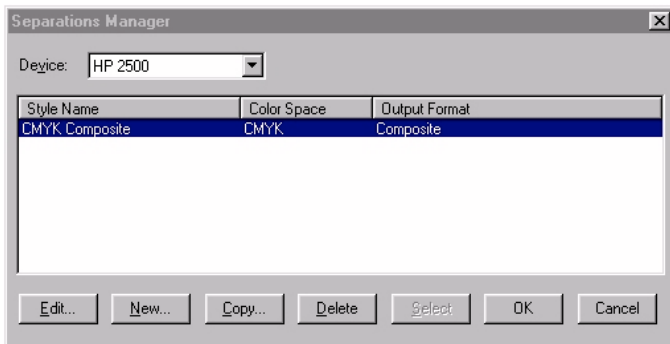 Separations Manager
Device: HP 2500
Style Name Color Space Output Format
CMYK Composite CMYK Composite
Edit... New... Copy... Delete Select OK Cancel